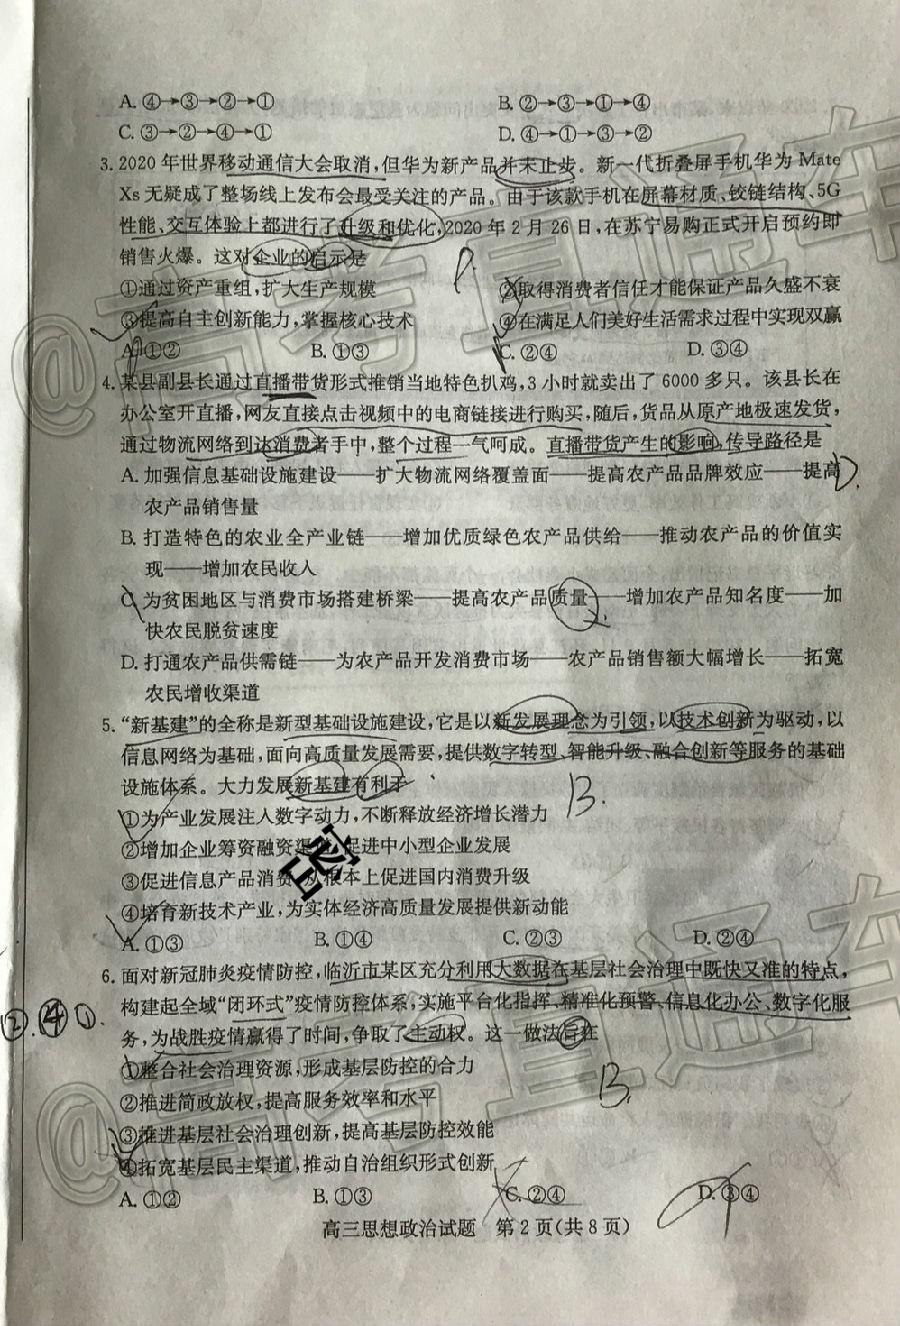 A. ④→③→②→①
B. ②→③→①→④
C. ③→②→④→①
D. ④→①→③→②
3. 2020 年世界移动通信大会取消,但华为新产品并未止步。新一代折叠屏手机华为 Mate
Xs 无疑成了整场线上发布会最受关注的产品。由于该款手机在屏幕材质、铰链结构、5G
性能、交互体验上都进行了升级和优化,2020 年 2 月 26 日,在苏宁易购正式开启预约即
销售火爆。这对企业的启示是
①通过资产重组,扩大生产规模
②取得消费者信任才能保证产品久盛不衰
③提高自主创新能力,掌握核心技术
④在满足人们美好生活需求过程中实现双赢
A. ①②
B. ①③
C. ②④
D. ③④
4. 某县副县长通过直播带货形式推销当地特色扒鸡,3 小时就卖出了 6000 多只。该县长在
办公室开直播,网友直接点击视频中的电商链接进行购买,随后,货品从原产地极速发货,
通过物流网络到达消费者手中,整个过程一气呵成。直播带货产生的影响,传导路径是
D.
A. 加强信息基础设施建设——扩大物流网络覆盖面——提高农产品品牌效应——提高
农产品销售量
B. 打造特色的农业全产业链——增加优质绿色农产品供给——推动农产品的价值实
现——增加农民收入
C. 为贫困地区与消费市场搭建桥梁——提高农产品质量——增加农产品知名度——加
快农民脱贫速度
D. 打通农产品供需链——为农产品开发消费市场——农产品销售额大幅增长——拓宽
农民增收渠道
5. “新基建”的全称是新型基础设施建设,它是以新发展理念为引领,以技术创新为驱动,以
信息网络为基础,面向高质量发展需要,提供数字转型、智能升级、融合创新等服务的基础
设施体系。大力发展新基建有利于
B.
①为产业发展注入数字动力,不断释放经济增长潜力
②增加企业筹资融资渠道,促进中小型企业发展
③促进信息产品消费,从根本上促进国内消费升级
④培育新技术产业,为实体经济高质量发展提供新动能
A. ①③
B. ①④
C. ②③
D. ②④
6. 面对新冠肺炎疫情防控,临沂市某区充分利用大数据在基层社会治理中既快又准的特点,
构建起全域“闭环式”疫情防控体系,实施平台化指挥、精准化预警、信息化办公、数字化服
②.④①.
务,为战胜疫情赢得了时间,争取了主动权。这一做法旨在
①整合社会治理资源,形成基层防控的合力
B.
②推进简政放权,提高服务效率和水平
③推进基层社会治理创新,提高基层防控效能
④拓宽基层民主渠道,推动自治组织形式创新
A. ①②
B. ①③
C. ②④
D. ③④
高三思想政治试题 第 2 页(共 8 页)
密
@高考直通车
@高考直通车